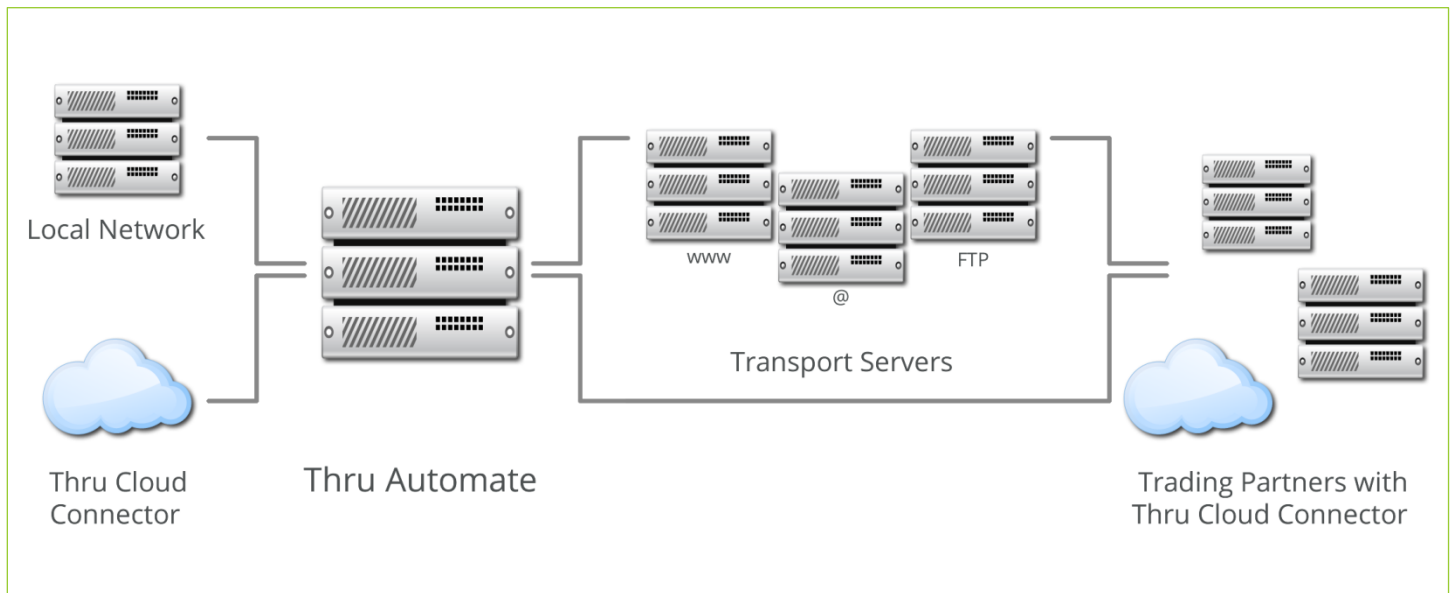 Local Network
www
FTP
@
Transport Servers
Thru Cloud
Connector
Thru Automate
Trading Partners with
Thru Cloud Connector